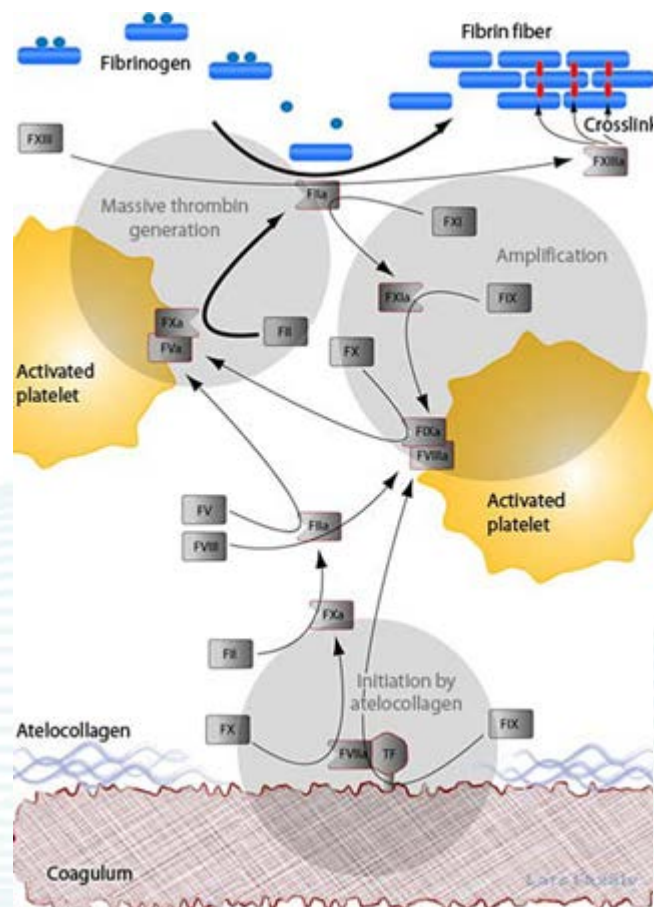 Fibrin fiber
Fibrinogen
Crosslink
FXIII
FXIIIa
FIIa
Massive thrombin
generation
FXI
Amplification
FXIa
FIX
FXa
FII
FX
FVa
Activated
platelet
FIXa
FVIIIa
Activated
platelet
FV
FIIa
FVIII
FXa
FII
Initiation by
atelocollagen
FX
FIX
Atelocollagen
FVIIa
TF
Coagulum